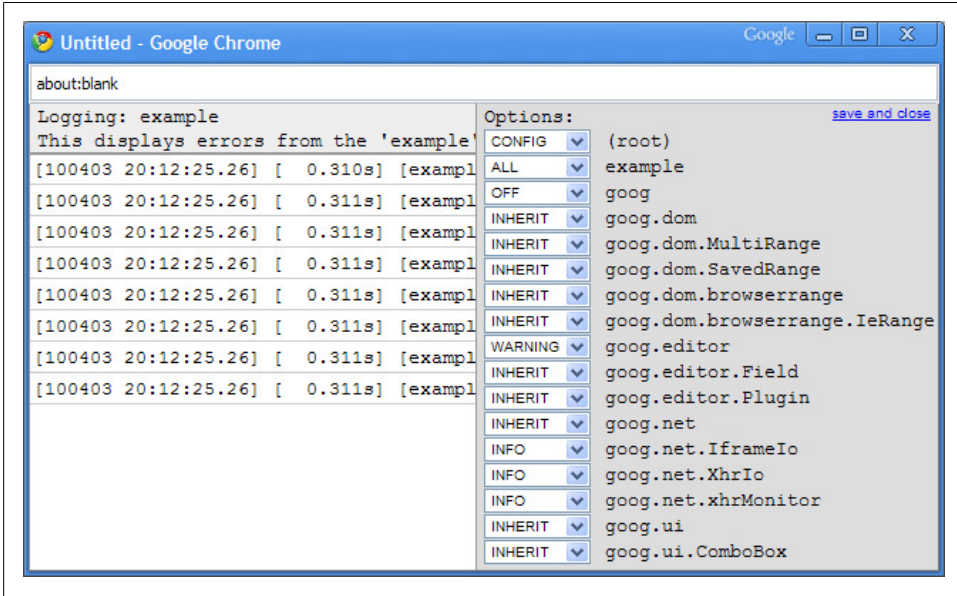 Untitled - Google Chrome
Google
about:blank
Logging: example
This displays errors from the 'example'
[100403 20:12:25.26] [  0.310s] [exampl
[100403 20:12:25.26] [  0.311s] [exampl
[100403 20:12:25.26] [  0.311s] [exampl
[100403 20:12:25.26] [  0.311s] [exampl
[100403 20:12:25.26] [  0.311s] [exampl
[100403 20:12:25.26] [  0.311s] [exampl
[100403 20:12:25.26] [  0.311s] [exampl
[100403 20:12:25.26] [  0.311s] [exampl
Options:
save and close
CONFIG (root)
ALL example
OFF goog
INHERIT goog.dom
INHERIT goog.dom.MultiRange
INHERIT goog.dom.SavedRange
INHERIT goog.dom.browserrange
INHERIT goog.dom.browserrange.IeRange
WARNING goog.editor
INHERIT goog.editor.Field
INHERIT goog.editor.Plugin
INHERIT goog.net
INFO goog.net.IframeIo
INFO goog.net.XhrIo
INFO goog.net.xhrMonitor
INHERIT goog.ui
INHERIT goog.ui.ComboBox